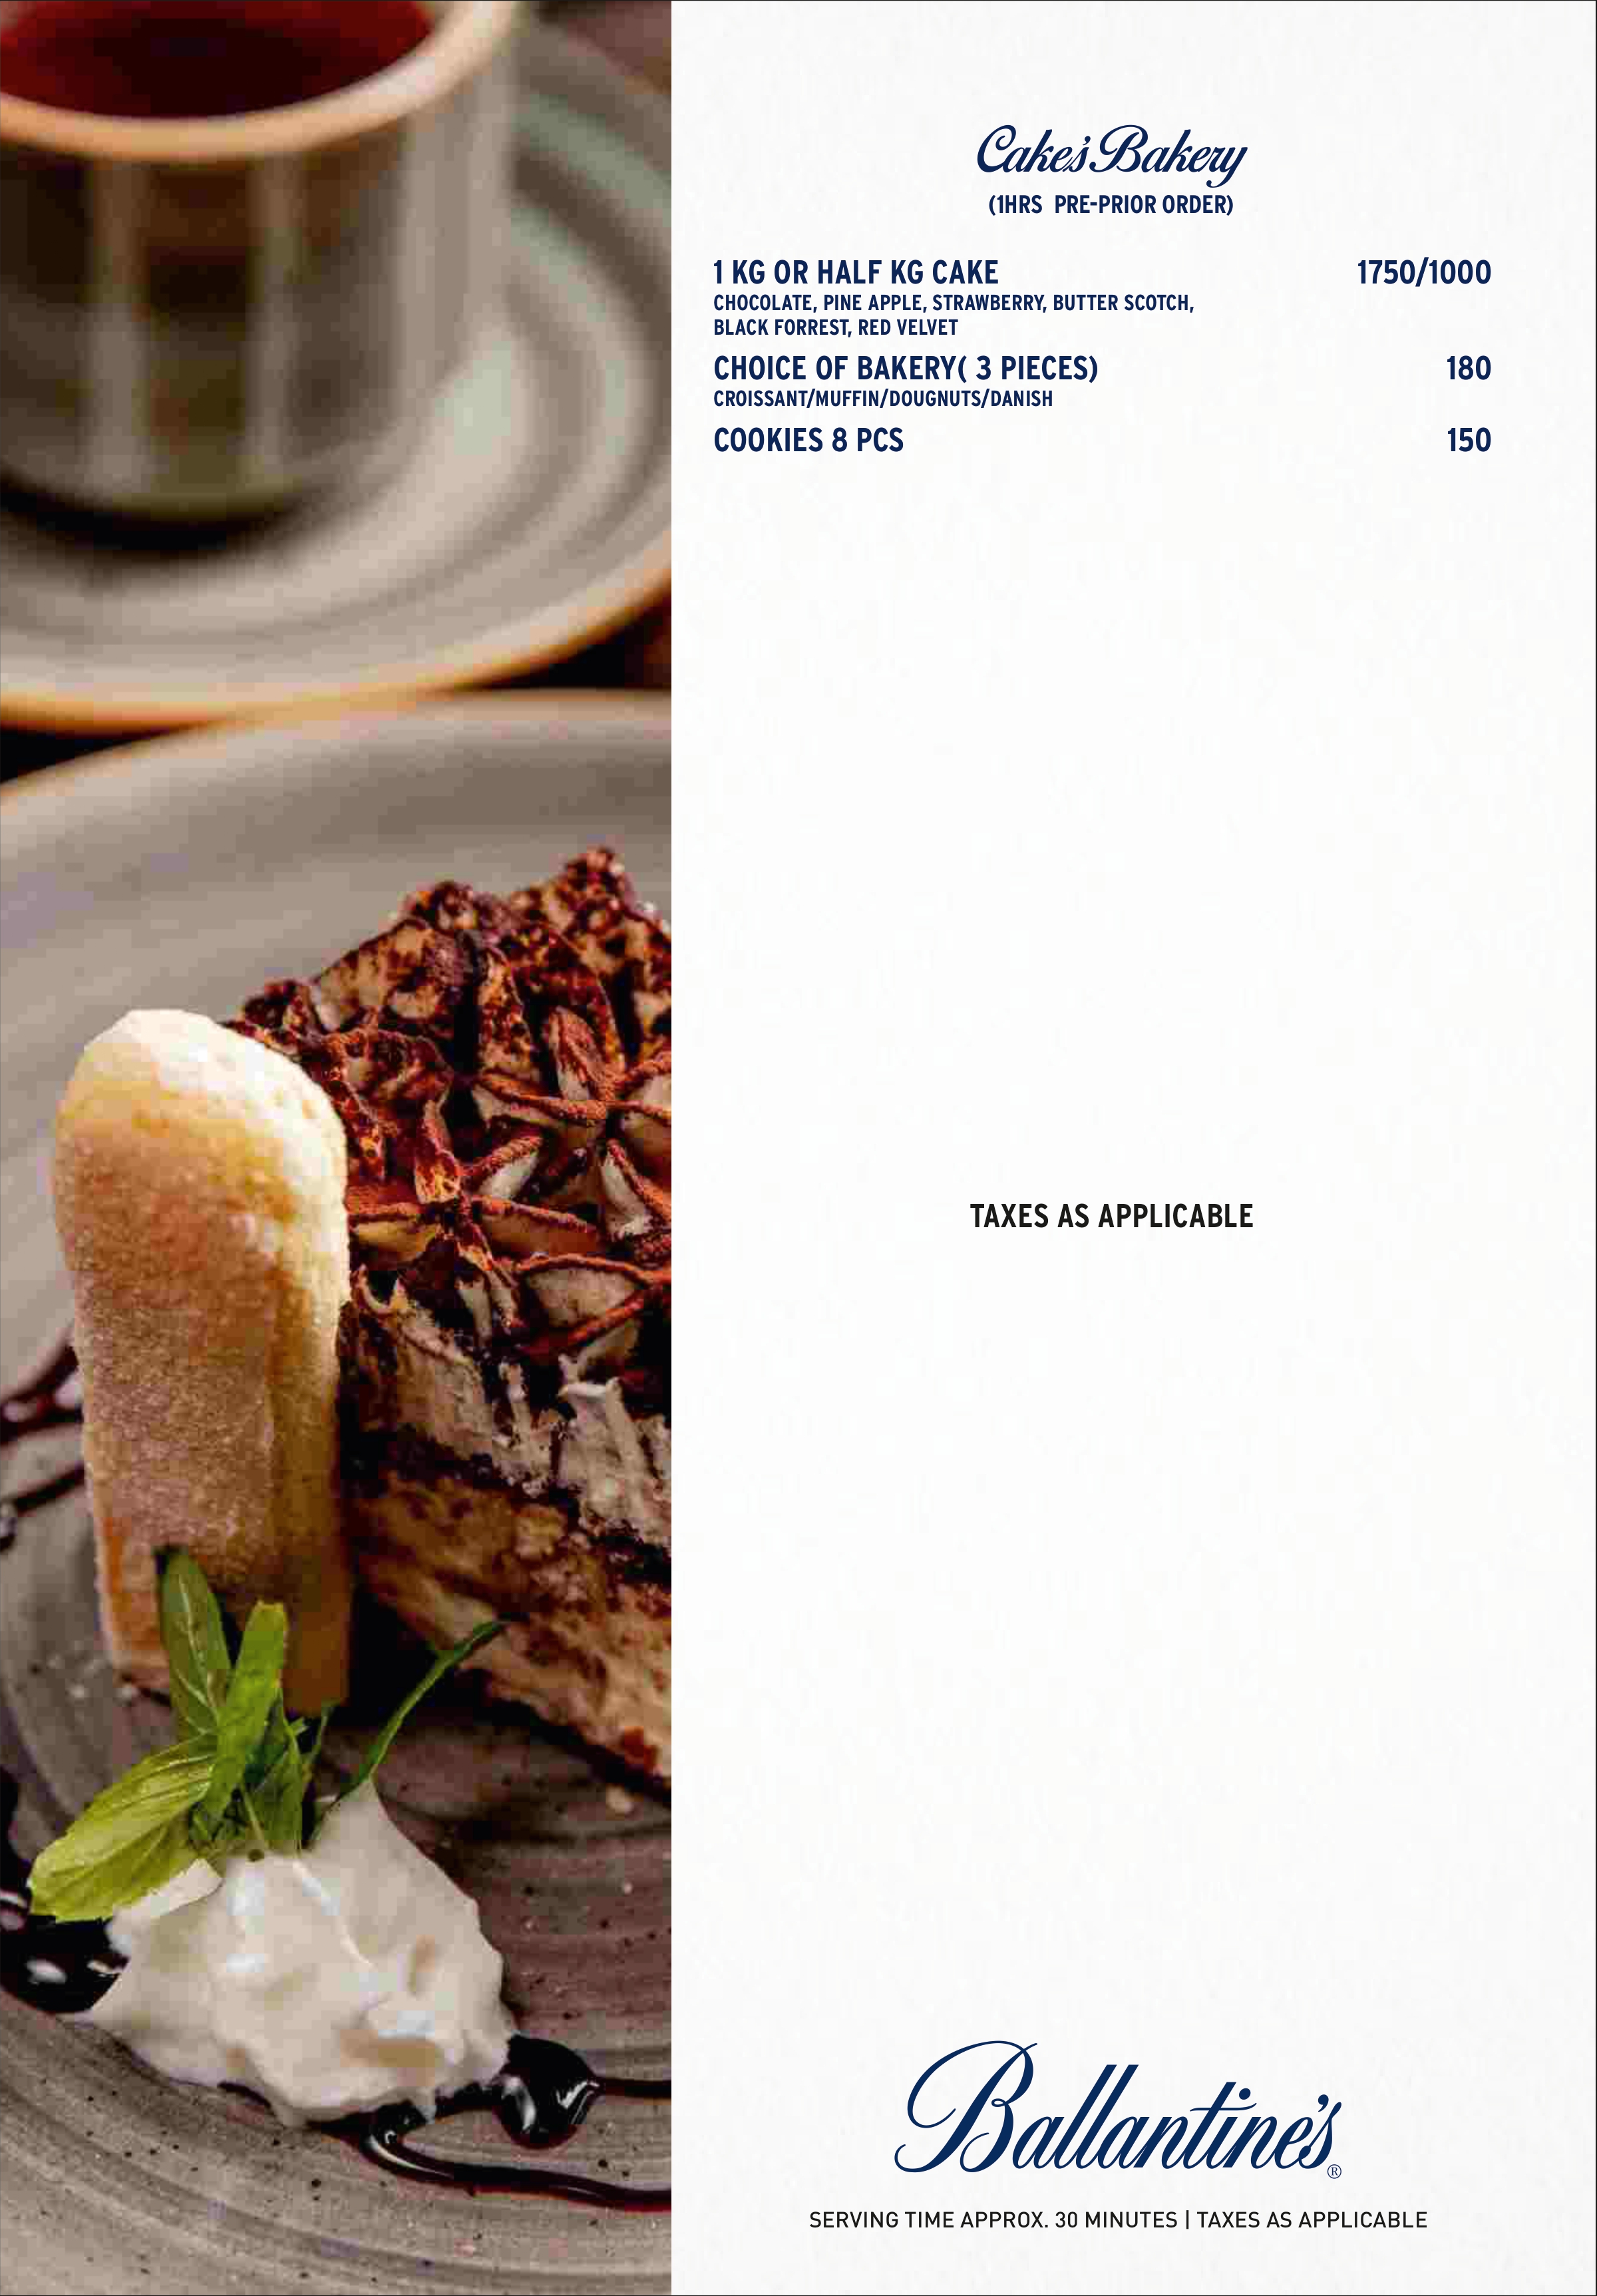 Cake's Bakery
(1HRS PRE-PRIOR ORDER)
1 KG OR HALF KG CAKE 1750/1000
CHOCOLATE, PINE APPLE, STRAWBERRY, BUTTER SCOTCH,
BLACK FORREST, RED VELVET
CHOICE OF BAKERY( 3 PIECES) 180
CROISSANT/MUFFIN/DOUGNUTS/DANISH
COOKIES 8 PCS 150
TAXES AS APPLICABLE
Ballantine's®
SERVING TIME APPROX. 30 MINUTES | TAXES AS APPLICABLE